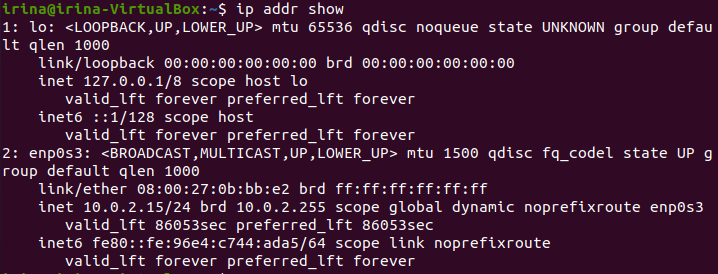 irina@irina-VirtualBox:~$ ip addr show
1: lo: <LOOPBACK,UP,LOWER_UP> mtu 65536 qdisc noqueue state UNKNOWN group defau
lt qlen 1000
    link/loopback 00:00:00:00:00:00 brd 00:00:00:00:00:00
    inet 127.0.0.1/8 scope host lo
       valid_lft forever preferred_lft forever
    inet6 ::1/128 scope host
       valid_lft forever preferred_lft forever
2: enp0s3: <BROADCAST,MULTICAST,UP,LOWER_UP> mtu 1500 qdisc fq_codel state UP g
roup default qlen 1000
    link/ether 08:00:27:0b:bb:e2 brd ff:ff:ff:ff:ff:ff
    inet 10.0.2.15/24 brd 10.0.2.255 scope global dynamic noprefixroute enp0s3
       valid_lft 86053sec preferred_lft 86053sec
    inet6 fe80::fe:96e4:c744:ada5/64 scope link noprefixroute
       valid_lft forever preferred_lft forever